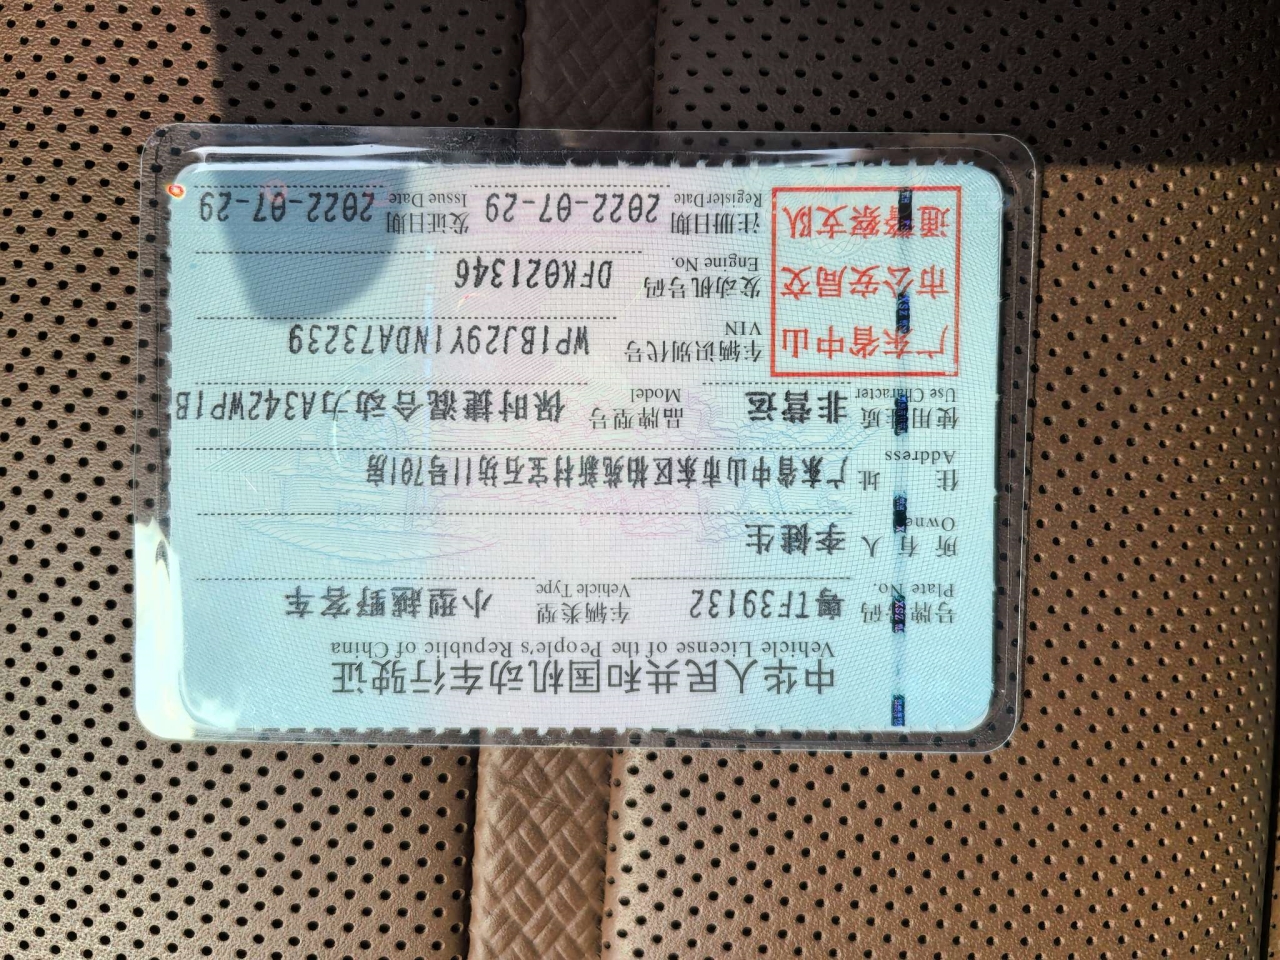 中华人民共和国机动车行驶证
Vehicle License of the People's Republic of China
号牌号码 粤TF39132 车辆类型 小型越野客车
Plate No. Vehicle Type
所有人 李健生
Owner
住址 广东省中山市东区柏苑新村宝石坊11号701房
Address
使用性质 非营运 品牌型号 保时捷混合动力A342WP1B
Use Character Model
广东省中山
市公安局交
通警察支队
车辆识别代号 WP1BJ29Y1NDA73239
VIN
发动机号码 DFK021346
Engine No.
注册日期 2022-07-29 发证日期 2022-07-29
RegisterDate Issue Date